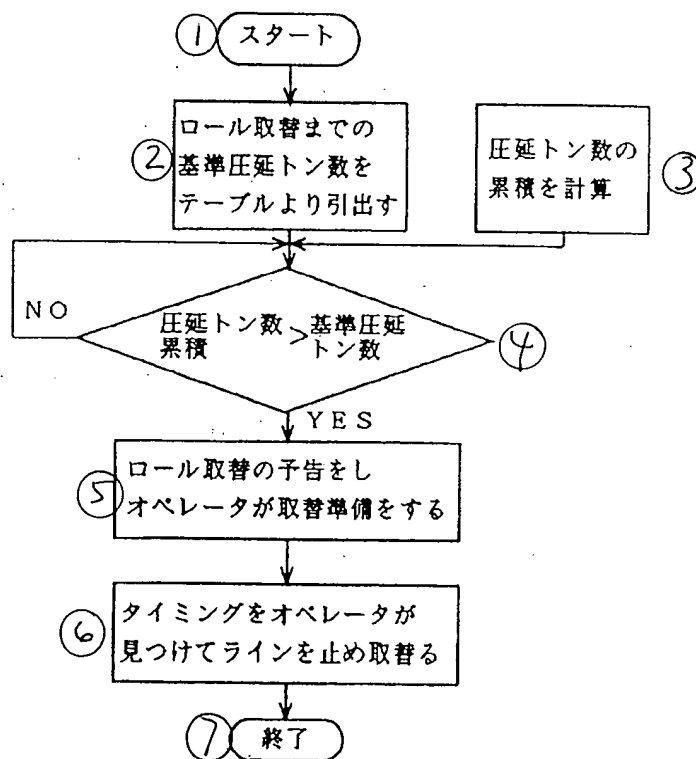 ① スタート
② ロール取替までの
基準圧延トン数を
テーブルより引出す
③ 圧延トン数の
累積を計算
NO
④ 圧延トン数
累積
>
基準圧延
トン数
YES
⑤ ロール取替の予告をし
オペレータが取替準備をする
⑥ タイミングをオペレータが
見つけてラインを止め取替る
⑦ 終了